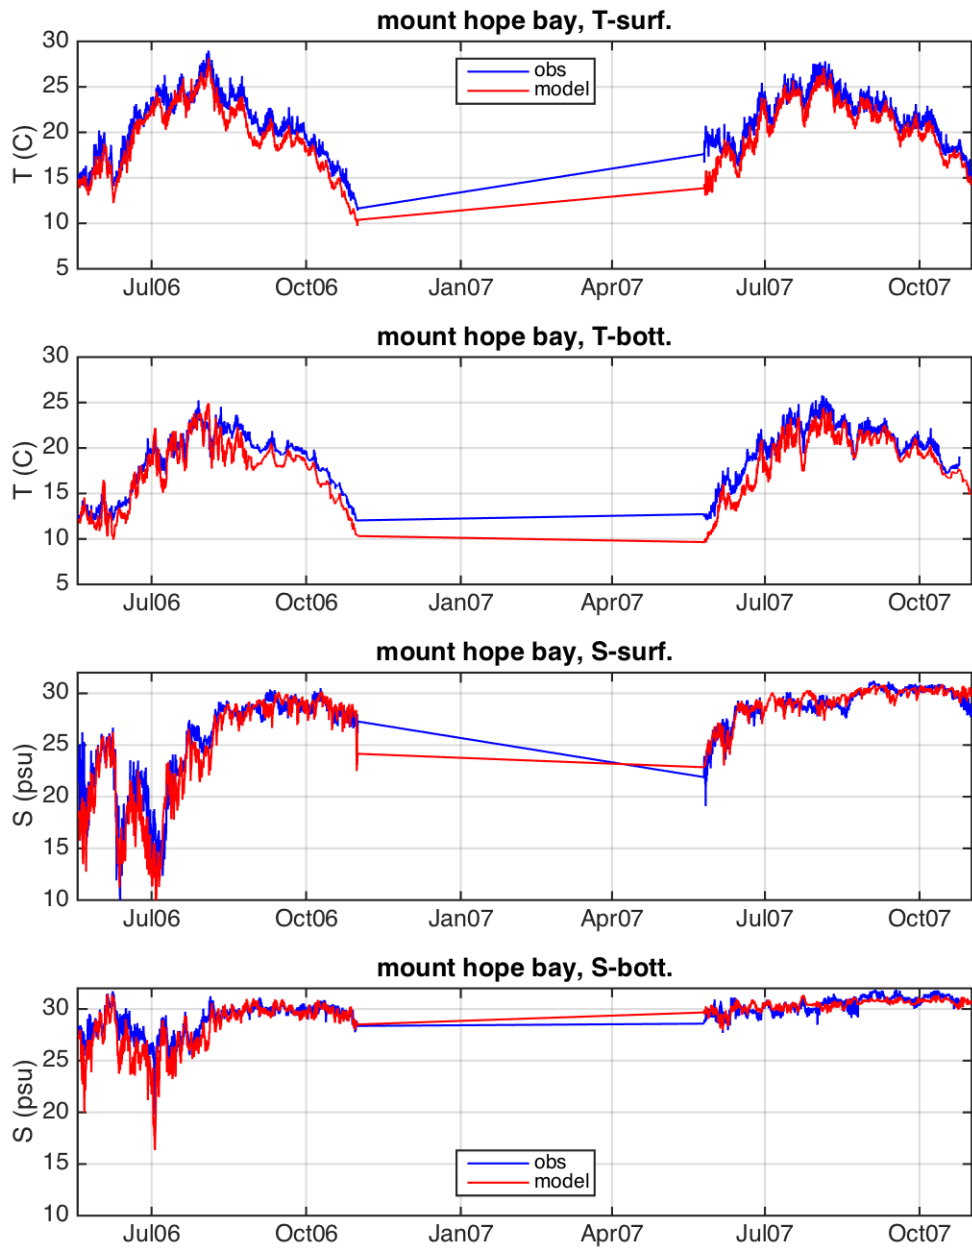 mount hope bay, T-surf.
30
25
20
15
10
5
T (C)
obs
model
Jul06 Oct06 Jan07 Apr07 Jul07 Oct07
mount hope bay, T-bott.
30
25
20
15
10
5
T (C)
Jul06 Oct06 Jan07 Apr07 Jul07 Oct07
mount hope bay, S-surf.
30
25
20
15
10
S (psu)
Jul06 Oct06 Jan07 Apr07 Jul07 Oct07
mount hope bay, S-bott.
30
25
20
15
10
S (psu)
obs
model
Jul06 Oct06 Jan07 Apr07 Jul07 Oct07